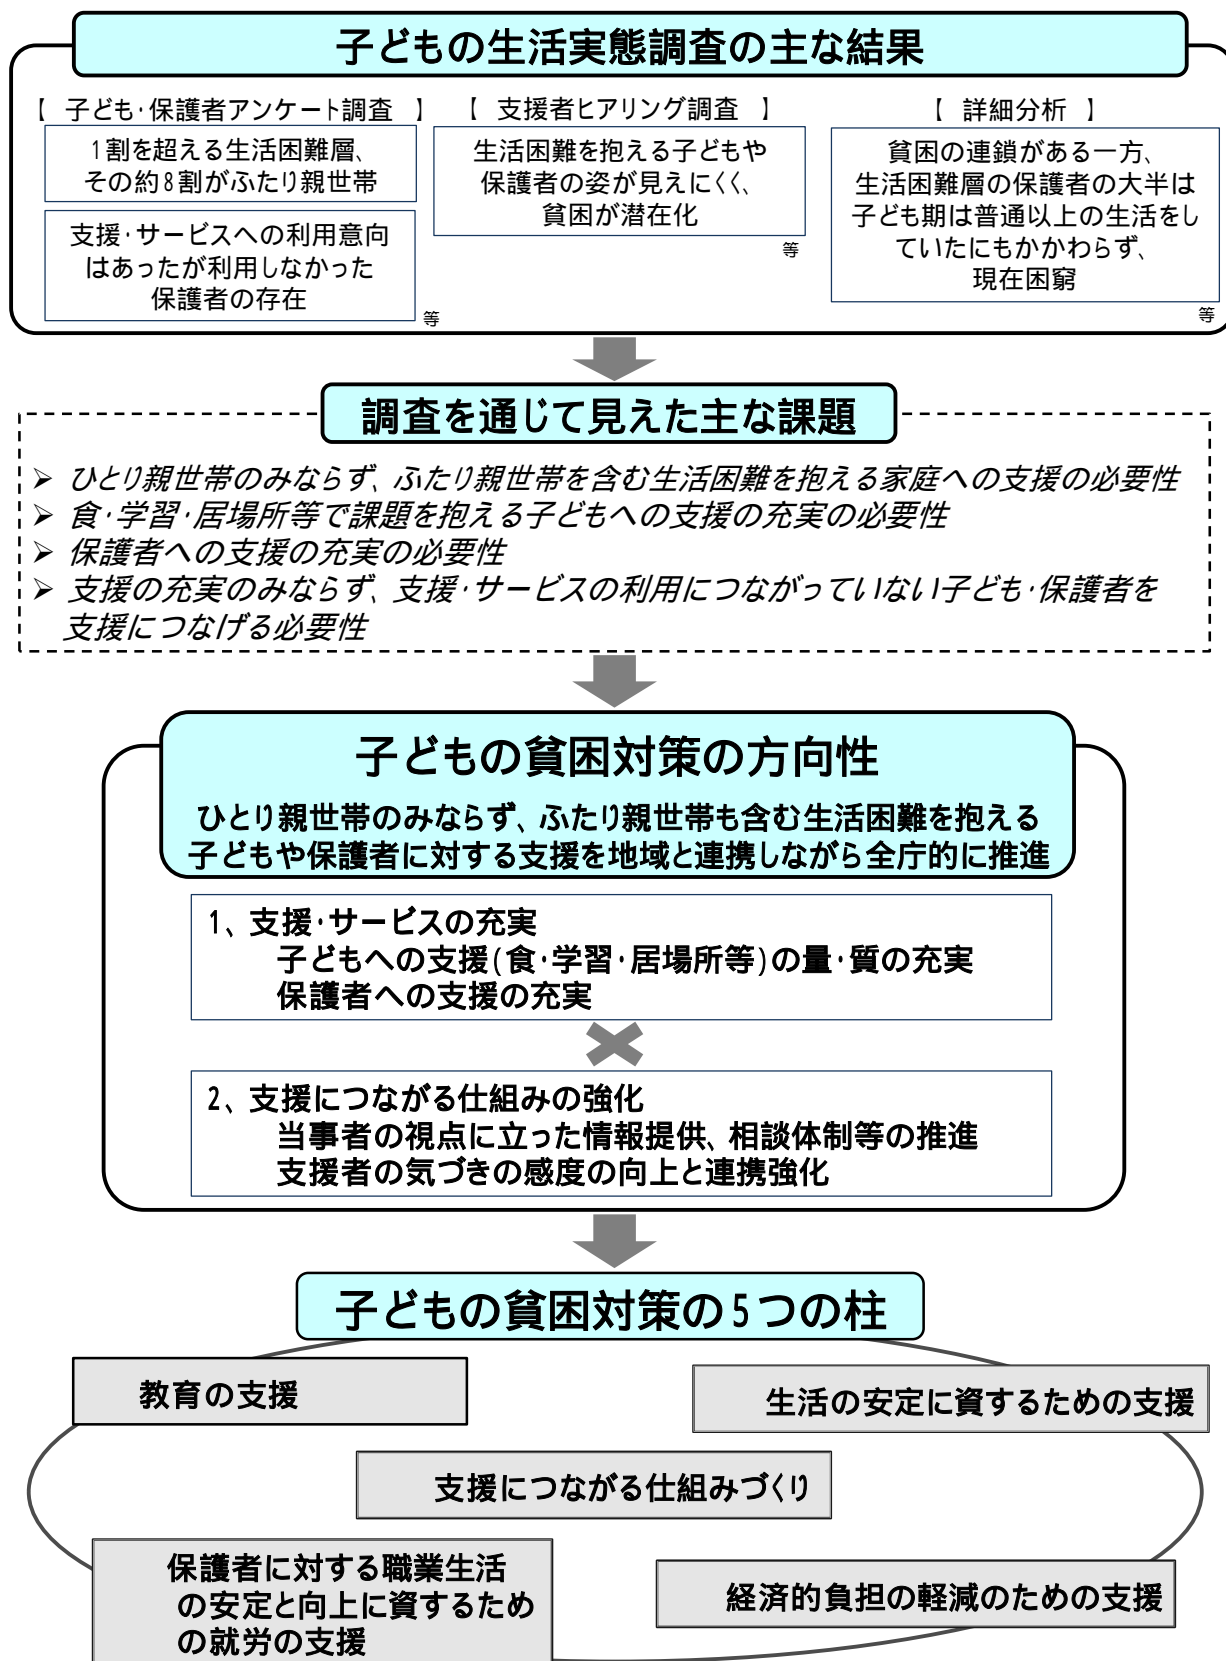 子どもの生活実態調査の主な結果
【 子ども・保護者アンケート調査 】
1割を超える生活困難層、
その約8割がふたり親世帯
支援・サービスへの利用意向
はあったが利用しなかった
保護者の存在
等
【 支援者ヒアリング調査 】
生活困難を抱える子どもや
保護者の姿が見えにくく、
貧困が潜在化
等
【 詳細分析 】
貧困の連鎖がある一方、
生活困難層の保護者の大半は
子ども期は普通以上の生活をし
ていたにもかかわらず、
現在困窮
等
調査を通じて見えた主な課題
➢ ひとり親世帯のみならず、ふたり親世帯を含む生活困難を抱える家庭への支援の必要性
➢ 食・学習・居場所等で課題を抱える子どもへの支援の充実の必要性
➢ 保護者への支援の充実の必要性
➢ 支援の充実のみならず、支援・サービスの利用につながっていない子ども・保護者を
支援につなげる必要性
子どもの貧困対策の方向性
ひとり親世帯のみならず、ふたり親世帯も含む生活困難を抱える
子どもや保護者に対する支援を地域と連携しながら全庁的に推進
1、支援・サービスの充実
子どもへの支援(食・学習・居場所等)の量・質の充実
保護者への支援の充実
2、支援につながる仕組みの強化
当事者の視点に立った情報提供、相談体制等の推進
支援者の気づきの感度の向上と連携強化
子どもの貧困対策の5つの柱
教育の支援
生活の安定に資するための支援
支援につながる仕組みづくり
保護者に対する職業生活
の安定と向上に資するため
の就労の支援
経済的負担の軽減のための支援